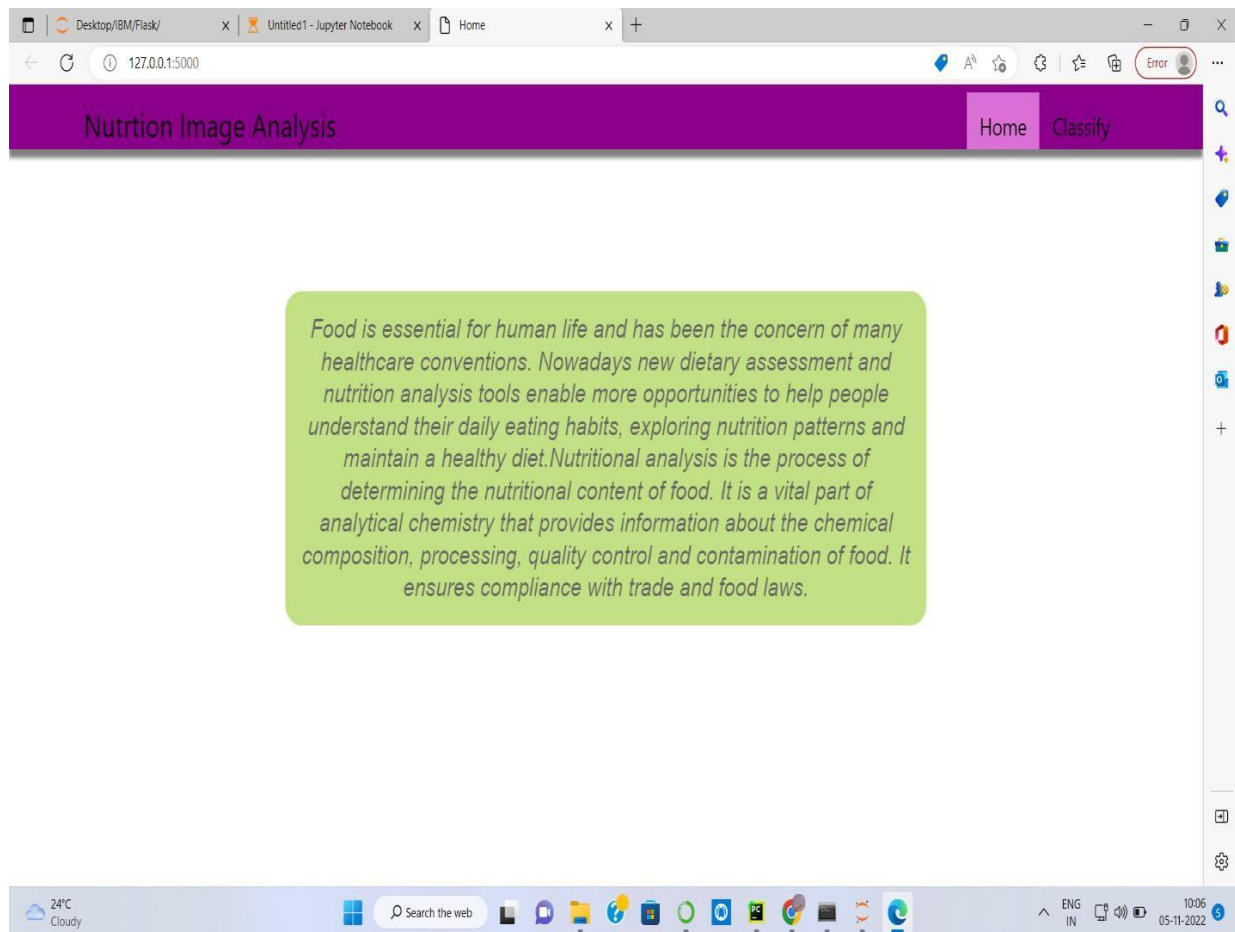 Desktop/IBM/Flask/
Untitled1 - Jupyter Notebook
Home
127.0.0.1:5000
Error
Nutrtion Image Analysis
Home
Classify
Food is essential for human life and has been the concern of many
healthcare conventions. Nowadays new dietary assessment and
nutrition analysis tools enable more opportunities to help people
understand their daily eating habits, exploring nutrition patterns and
maintain a healthy diet.Nutritional analysis is the process of
determining the nutritional content of food. It is a vital part of
analytical chemistry that provides information about the chemical
composition, processing, quality control and contamination of food. It
ensures compliance with trade and food laws.
24°C
Cloudy
Search the web
PC
ENG
IN
10:06
05-11-2022
5